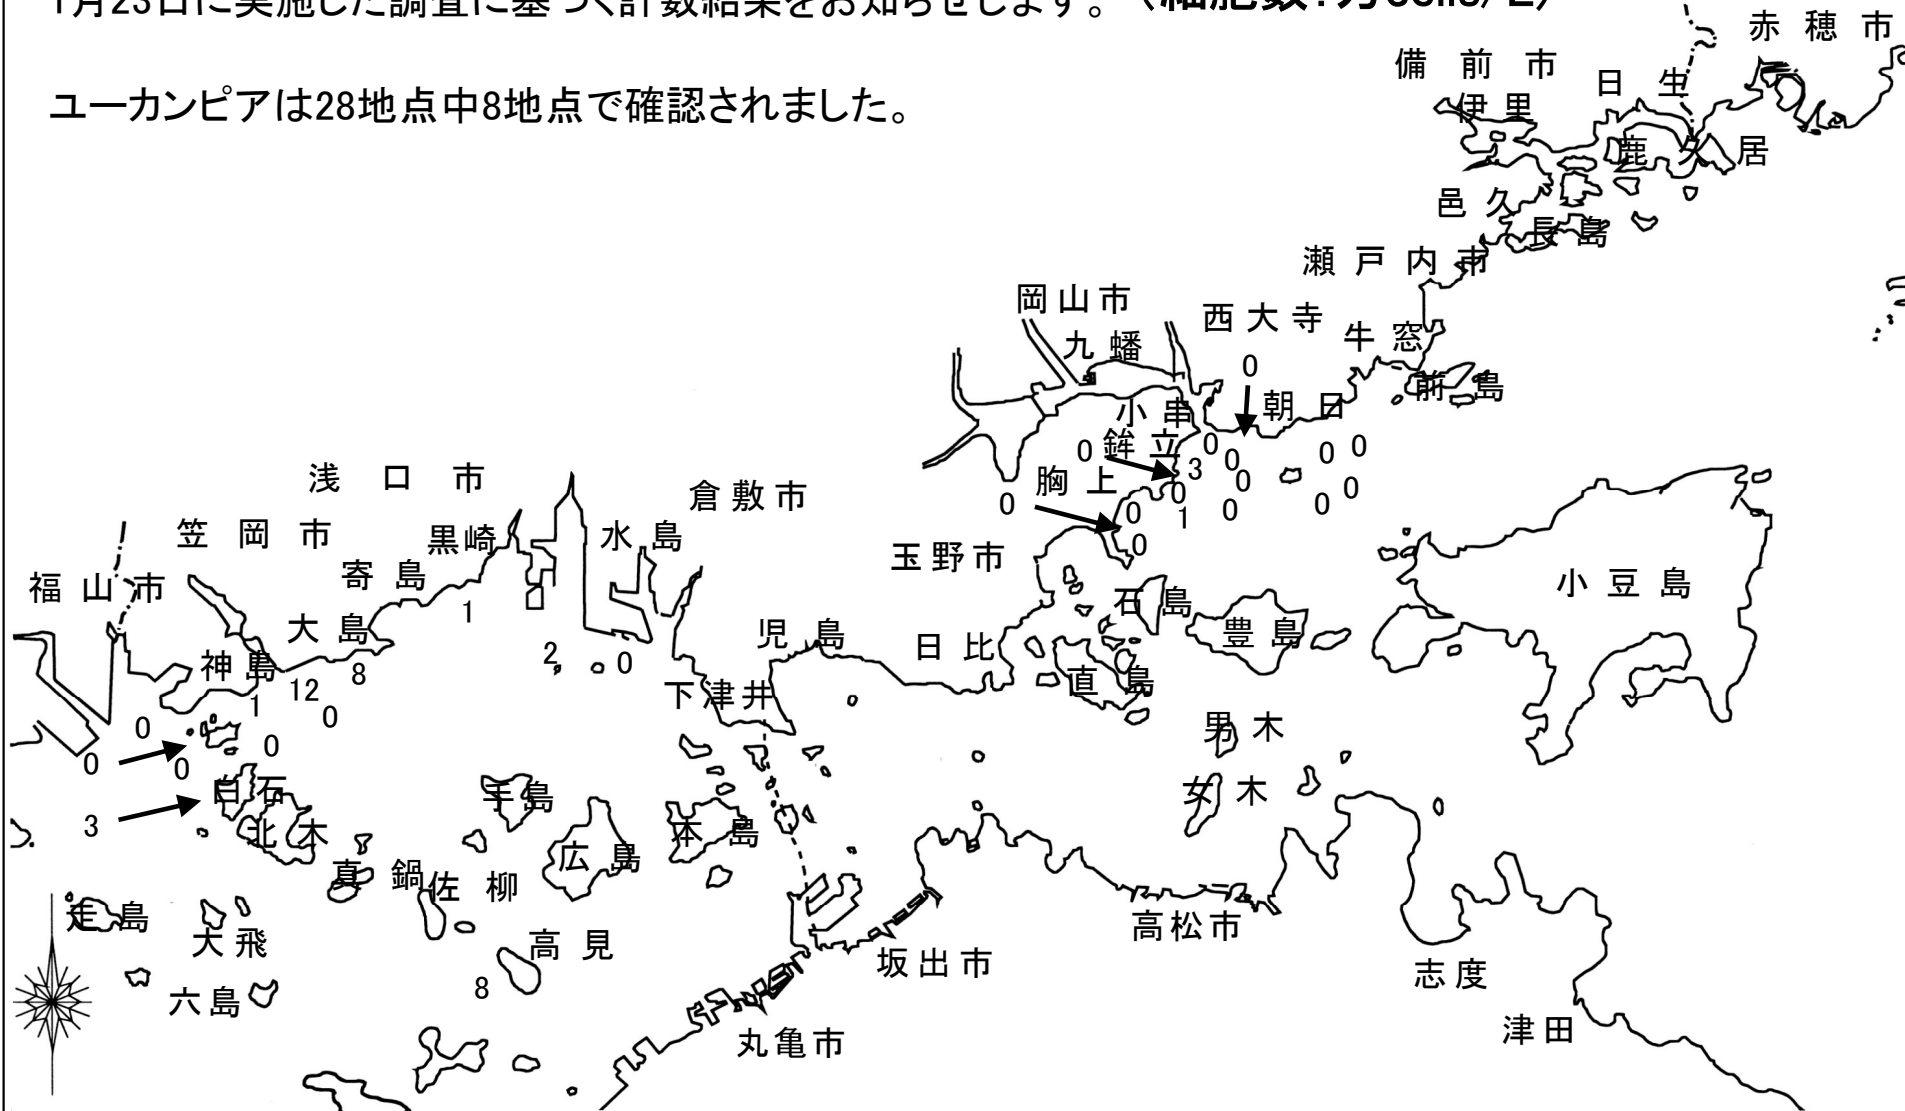 1月23日に実施した調査に基づく計数結果をお知らせします。（細胞数:万cells/L）
ユーカンピアは28地点中8地点で確認されました。
赤穂市
備前市
日生
伊里
鹿久居
邑久
長島
瀬戸内市
岡山市
西大寺
牛窓
九蟠
0
前島
朝日
小串
鉾立
0
0
0
0
0
3
胸上
0
0
0
0
0
0
0
1
0
0
浅口市
倉敷市
笠岡市
黒崎
水島
玉野市
福山市
寄島
石島
小豆島
1
大島
児島
日比
豊島
2
0
神島
8
12
下津井
直島
1
0
0
男木
0
0
0
白石
手島
女木
3
北木
本島
広島
真鍋
佐柳
走島
大飛
高見
高松市
坂出市
8
六島
志度
丸亀市
津田